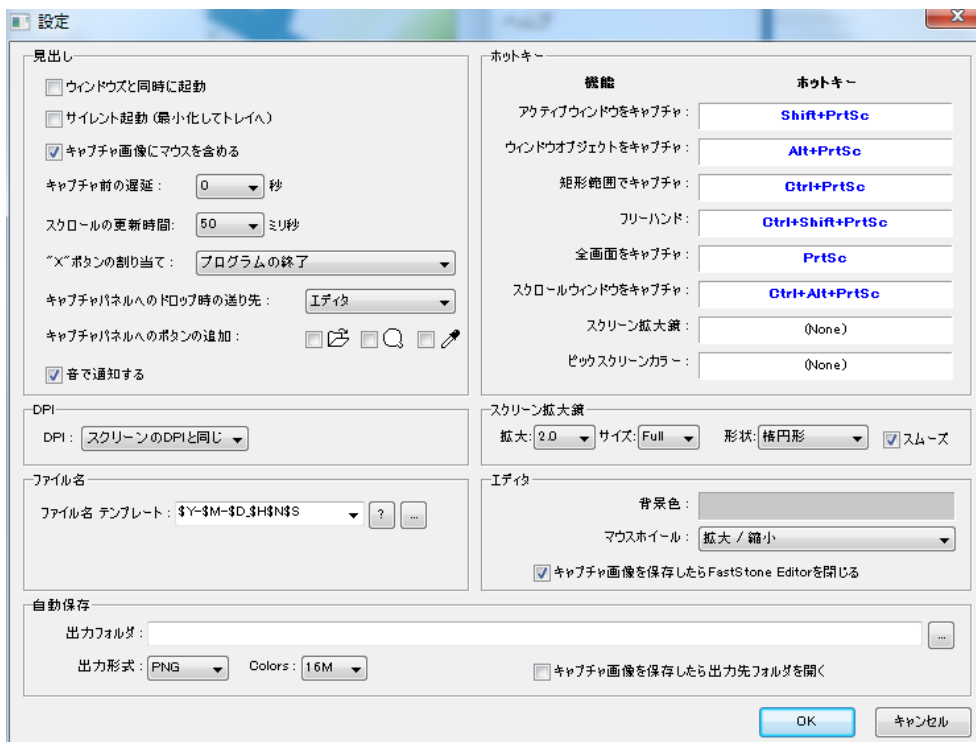 設定
見出し
ウィンドウズと同時に起動
サイレント起動 (最小化してトレイへ)
キャプチャ画像にマウスを含める
キャプチャ前の遅延 : 0 秒
スクロールの更新時間: 50 ミリ秒
"X"ボタンの割り当て : プログラムの終了
キャプチャパネルへのドロップ時の送り先 : エディタ
キャプチャパネルへのボタンの追加 :
音で通知する
ホットキー
機能 ホットキー
アクティブウィンドウをキャプチャ : Shift+PrtSc
ウィンドウオブジェクトをキャプチャ : Alt+PrtSc
矩形範囲でキャプチャ : Ctrl+PrtSc
フリーハンド : Ctrl+Shift+PrtSc
全画面をキャプチャ : PrtSc
スクロールウィンドウをキャプチャ : Ctrl+Alt+PrtSc
スクリーン拡大鏡 : (None)
ピックスクリーンカラー : (None)
DPI
DPI : スクリーンのDPIと同じ
スクリーン拡大鏡
拡大: 2.0 サイズ: Full 形状: 楕円形 スムーズ
ファイル名
ファイル名 テンプレート : $Y-$M-$D_$H$N$S ? ...
エディタ
背景色 :
マウスホイール : 拡大 / 縮小
キャプチャ画像を保存したらFastStone Editorを閉じる
自動保存
出力フォルダ : ...
出力形式 : PNG Colors : 16M キャプチャ画像を保存したら出力先フォルダを開く
OK キャンセル